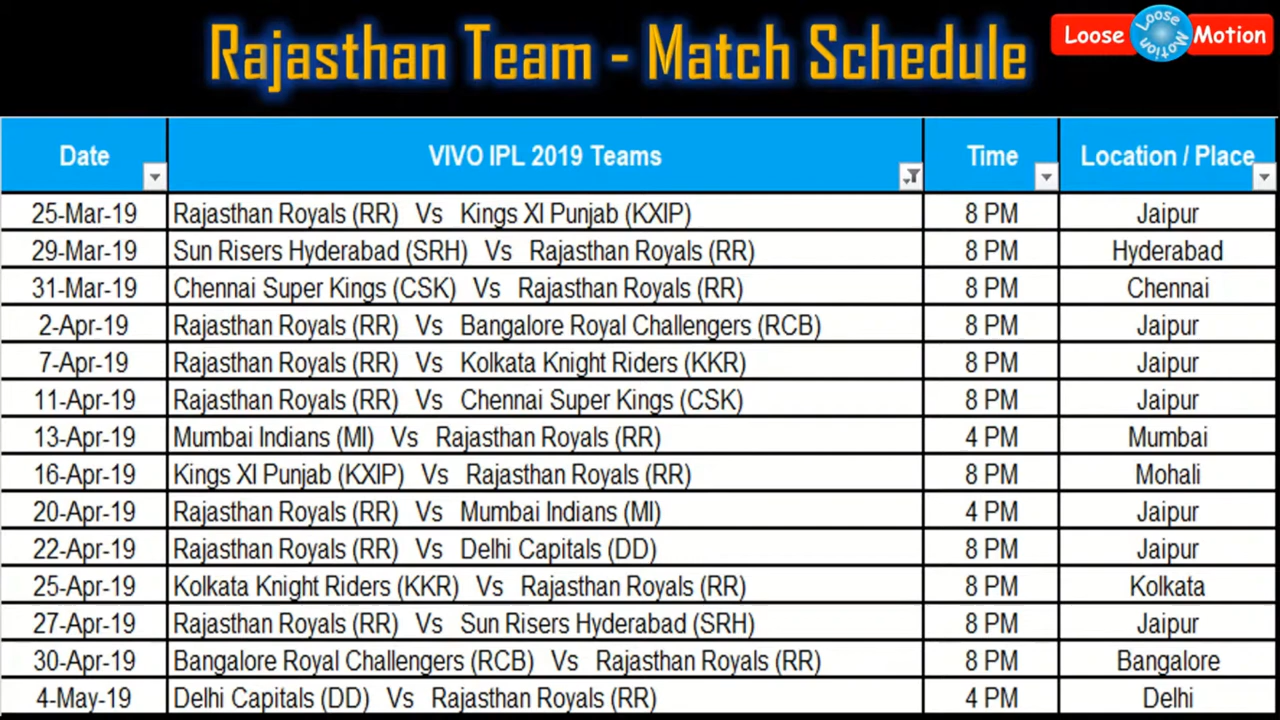 Rajasthan Team - Match Schedule
Loose Loose Motion Motion
Date VIVO IPL 2019 Teams Time Location / Place
25-Mar-19 Rajasthan Royals (RR) Vs Kings XI Punjab (KXIP) 8 PM Jaipur
29-Mar-19 Sun Risers Hyderabad (SRH) Vs Rajasthan Royals (RR) 8 PM Hyderabad
31-Mar-19 Chennai Super Kings (CSK) Vs Rajasthan Royals (RR) 8 PM Chennai
2-Apr-19 Rajasthan Royals (RR) Vs Bangalore Royal Challengers (RCB) 8 PM Jaipur
7-Apr-19 Rajasthan Royals (RR) Vs Kolkata Knight Riders (KKR) 8 PM Jaipur
11-Apr-19 Rajasthan Royals (RR) Vs Chennai Super Kings (CSK) 8 PM Jaipur
13-Apr-19 Mumbai Indians (MI) Vs Rajasthan Royals (RR) 4 PM Mumbai
16-Apr-19 Kings XI Punjab (KXIP) Vs Rajasthan Royals (RR) 8 PM Mohali
20-Apr-19 Rajasthan Royals (RR) Vs Mumbai Indians (MI) 4 PM Jaipur
22-Apr-19 Rajasthan Royals (RR) Vs Delhi Capitals (DD) 8 PM Jaipur
25-Apr-19 Kolkata Knight Riders (KKR) Vs Rajasthan Royals (RR) 8 PM Kolkata
27-Apr-19 Rajasthan Royals (RR) Vs Sun Risers Hyderabad (SRH) 8 PM Jaipur
30-Apr-19 Bangalore Royal Challengers (RCB) Vs Rajasthan Royals (RR) 8 PM Bangalore
4-May-19 Delhi Capitals (DD) Vs Rajasthan Royals (RR) 4 PM Delhi